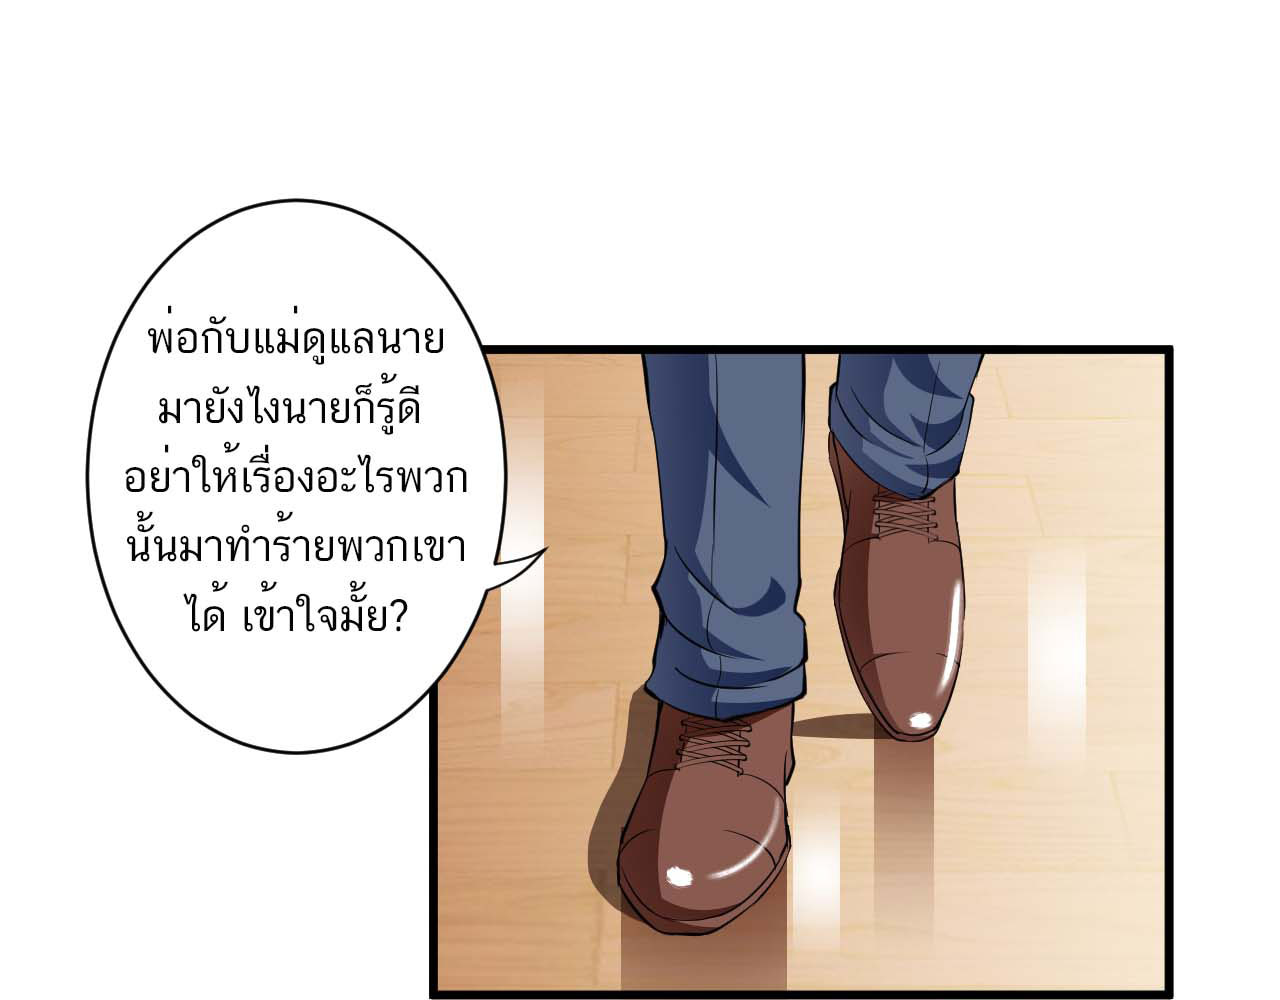 พ่อกับแม่ดูแลนาย
มายังไงนายก็รู้ดี
อย่าให้เรื่องอะไรพวก
นั้นมาทำร้ายพวกเขา
ได้ เข้าใจมั้ย?